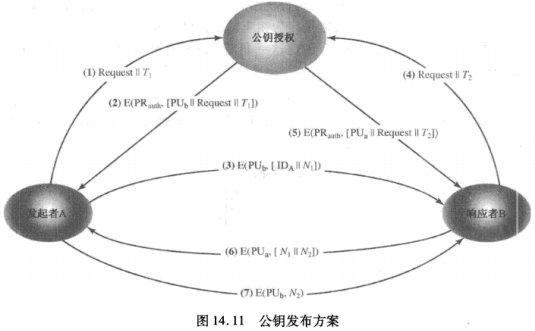 公钥授权
(1) Request || T₁
(4) Request || T₂
(2) E(PRauth, [PUb || Request || T₁])
(5) E(PRauth, [PUa || Request || T₂])
(3) E(PUb, [ IDA || N₁])
发起者A
响应者B
(6) E(PUa, [ N₁ || N₂])
(7) E(PUb, N₂)
图 14.11 公钥发布方案